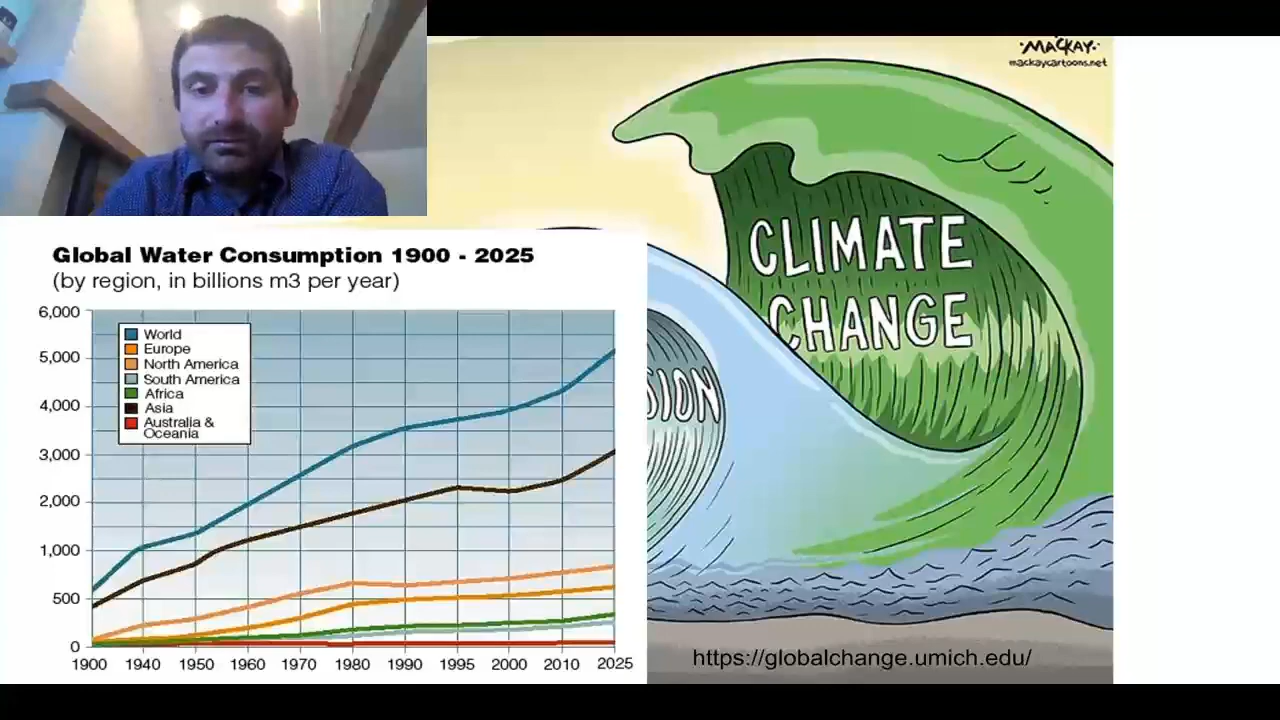 MACKAY
mackaycartoons.net
CLIMATE
CHANGE
Global Water Consumption 1900 - 2025
(by region, in billions m3 per year)
6,000
5,000
4,000
3,000
2,000
1,000
500
0
World
Europe
North America
South America
Africa
Asia
Australia &
Oceania
1900 1940 1950 1960 1970 1980 1990 1995 2000 2010 2025
https://globalchange.umich.edu/